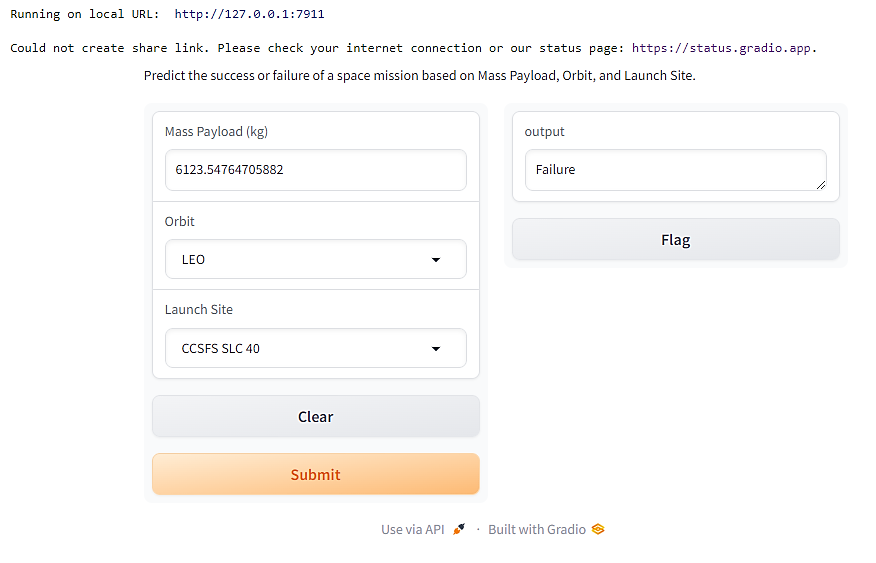 Running on local URL:  http://127.0.0.1:7911
Could not create share link. Please check your internet connection or our status page: https://status.gradio.app.
Predict the success or failure of a space mission based on Mass Payload, Orbit, and Launch Site.
Mass Payload (kg)
6123.54764705882
Orbit
LEO
Launch Site
CCSFS SLC 40
Clear
Submit
output
Failure
Flag
Use via API · Built with Gradio